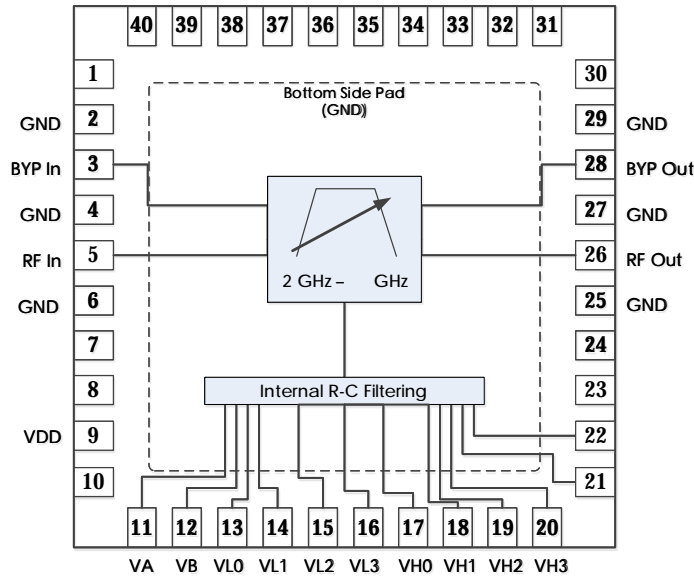 40 39 38 37 36 35 34 33 32 31
1 30
Bottom Side Pad
(GND)
GND 2 29 GND
BYP In 3 28 BYP Out
GND 4 27 GND
RF In 5 26 RF Out
2 GHz – GHz
GND 6 25 GND
7 24
8 Internal R-C Filtering 23
VDD 9 22
10 21
11 12 13 14 15 16 17 18 19 20
VA VB VL0 VL1 VL2 VL3 VH0 VH1 VH2 VH3